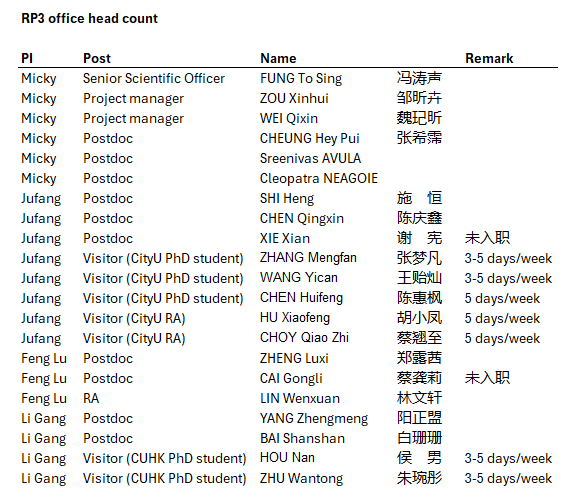 RP3 office head count
PI Post Name Remark
Micky Senior Scientific Officer FUNG To Sing 冯涛声
Micky Project manager ZOU Xinhui 邹昕卉
Micky Project manager WEI Qixin 魏玘昕
Micky Postdoc CHEUNG Hey Pui 张希霈
Micky Postdoc Sreenivas AVULA
Micky Postdoc Cleopatra NEAGOIE
Jufang Postdoc SHI Heng 施 恒
Jufang Postdoc CHEN Qingxin 陈庆鑫
Jufang Postdoc XIE Xian 谢 宪 未入职
Jufang Visitor (CityU PhD student) ZHANG Mengfan 张梦凡 3-5 days/week
Jufang Visitor (CityU PhD student) WANG Yican 王贻灿 3-5 days/week
Jufang Visitor (CityU PhD student) CHEN Huifeng 陈惠枫 5 days/week
Jufang Visitor (CityU RA) HU Xiaofeng 胡小凤 5 days/week
Jufang Visitor (CityU RA) CHOY Qiao Zhi 蔡翘至 5 days/week
Feng Lu Postdoc ZHENG Luxi 郑露茜
Feng Lu Postdoc CAI Gongli 蔡龚莉 未入职
Feng Lu RA LIN Wenxuan 林文轩
Li Gang Postdoc YANG Zhengmeng 阳正盟
Li Gang Postdoc BAI Shanshan 白珊珊
Li Gang Visitor (CUHK PhD student) HOU Nan 侯 男 3-5 days/week
Li Gang Visitor (CUHK PhD student) ZHU Wantong 朱琬彤 3-5 days/week